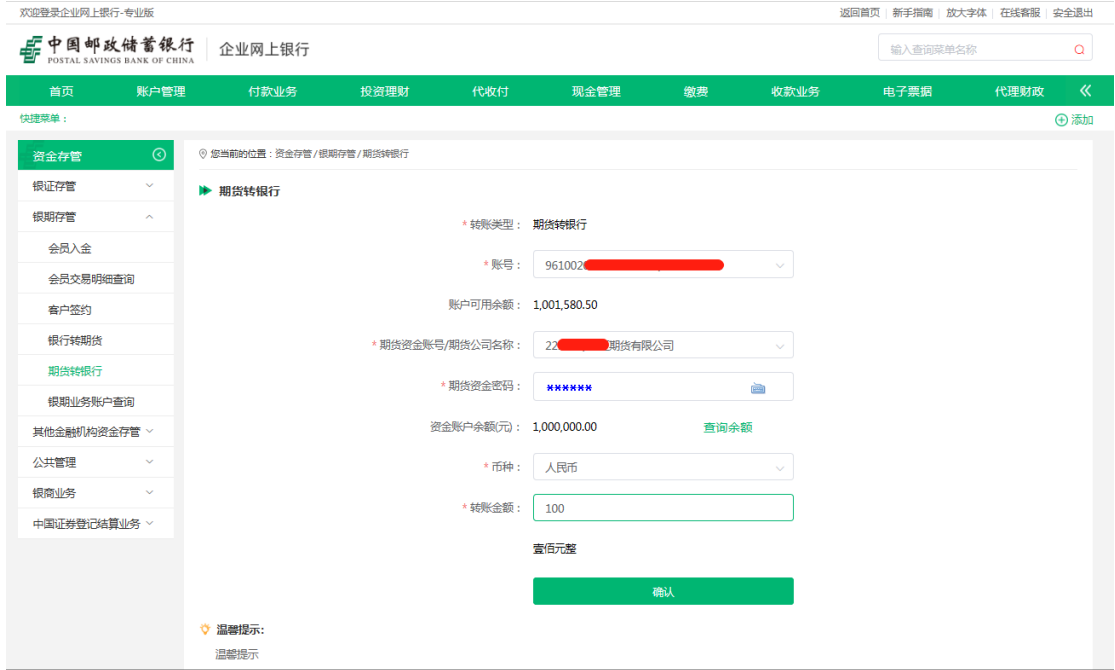 欢迎登录企业网上银行-专业版
返回首页 新手指南 放大字体 在线客服 安全退出
中国邮政储蓄银行
POSTAL SAVINGS BANK OF CHINA
企业网上银行
输入查询菜单名称
首页 账户管理 付款业务 投资理财 代收付 现金管理 缴费 收款业务 电子票据 代理财政
快捷菜单：
添加
资金存管
银证存管
银期存管
会员入金
会员交易明细查询
客户签约
银行转期货
期货转银行
银期业务账户查询
其他金融机构资金存管
公共管理
银商业务
中国证券登记结算业务
您当前的位置：资金存管/银期存管/期货转银行
期货转银行
* 转账类型： 期货转银行
* 账号： 961002
账户可用余额： 1,001,580.50
* 期货资金账号/期货公司名称： 22 期货有限公司
* 期货资金密码： ******
资金账户余额(元)： 1,000,000.00 查询余额
* 币种： 人民币
* 转账金额： 100
壹佰元整
确认
温馨提示:
温馨提示